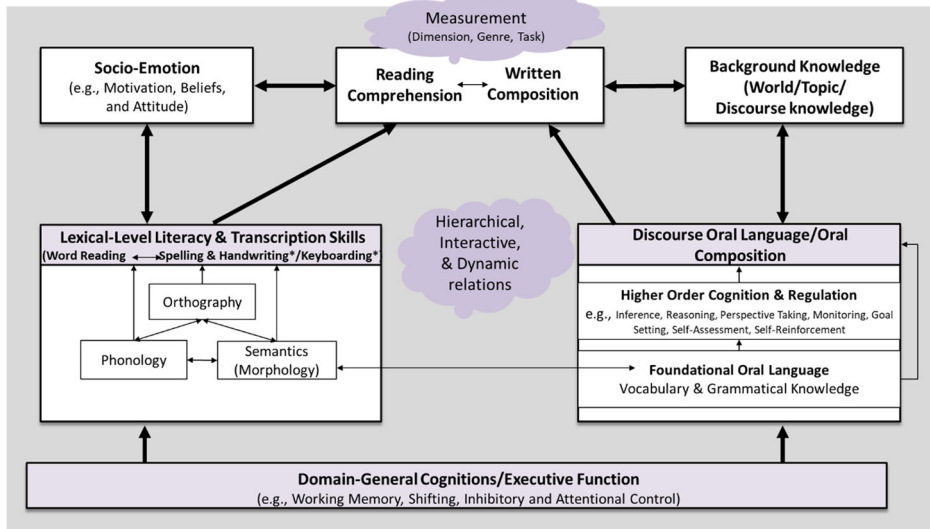 Measurement
(Dimension, Genre, Task)
Socio-Emotion
(e.g., Motivation, Beliefs,
and Attitude)
Reading
Comprehension
Written
Composition
Background Knowledge
(World/Topic/
Discourse knowledge)
Hierarchical,
Interactive,
& Dynamic
relations
Lexical-Level Literacy & Transcription Skills
(Word Reading Spelling & Handwriting*/Keyboarding*)
Orthography
Phonology
Semantics
(Morphology)
Discourse Oral Language/Oral
Composition
Higher Order Cognition & Regulation
e.g., Inference, Reasoning, Perspective Taking, Monitoring, Goal
Setting, Self-Assessment, Self-Reinforcement
Foundational Oral Language
Vocabulary & Grammatical Knowledge
Domain-General Cognitions/Executive Function
(e.g., Working Memory, Shifting, Inhibitory and Attentional Control)